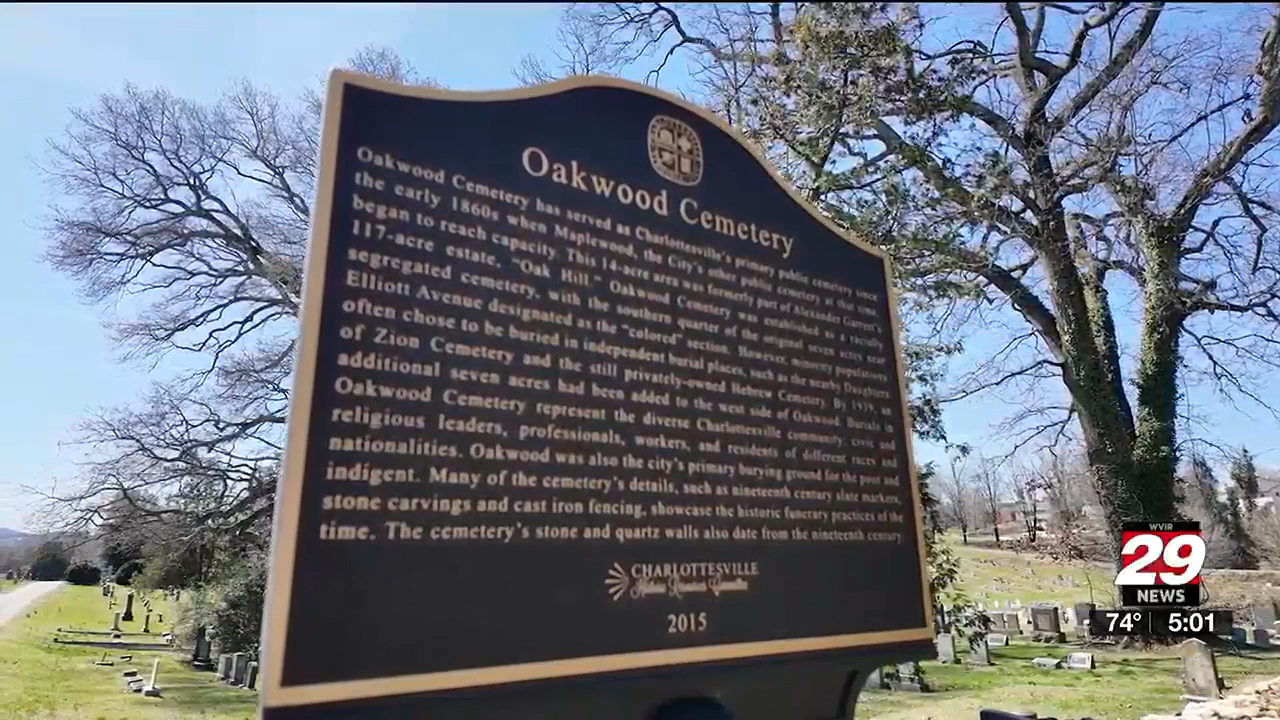 Oakwood Cemetery
Oakwood Cemetery has served as Charlottesville's primary public cemetery since
the early 1860s when Maplewood, the City's other public cemetery at that time,
began to reach capacity. This 14-acre area was formerly part of Alexander Garrett's
117-acre estate, "Oak Hill." Oakwood Cemetery was established as a racially
segregated cemetery, with the southern quarter of the original seven acres near
Elliott Avenue designated as the "colored" section. However, minority populations
often chose to be buried in independent burial places, such as the nearby Daughters
of Zion Cemetery and the still privately-owned Hebrew Cemetery. By 1939, an
additional seven acres had been added to the west side of Oakwood. Burials in
Oakwood Cemetery represent the diverse Charlottesville community: civic and
religious leaders, professionals, workers, and residents of different races and
nationalities. Oakwood was also the city's primary burying ground for the poor and
indigent. Many of the cemetery's details, such as nineteenth century slate markers,
stone carvings and cast iron fencing, showcase the historic funerary practices of the
time. The cemetery's stone and quartz walls also date from the nineteenth century.
CHARLOTTESVILLE
Historic Resources Committee
2015
WVIR
29
NEWS
74° 5:01